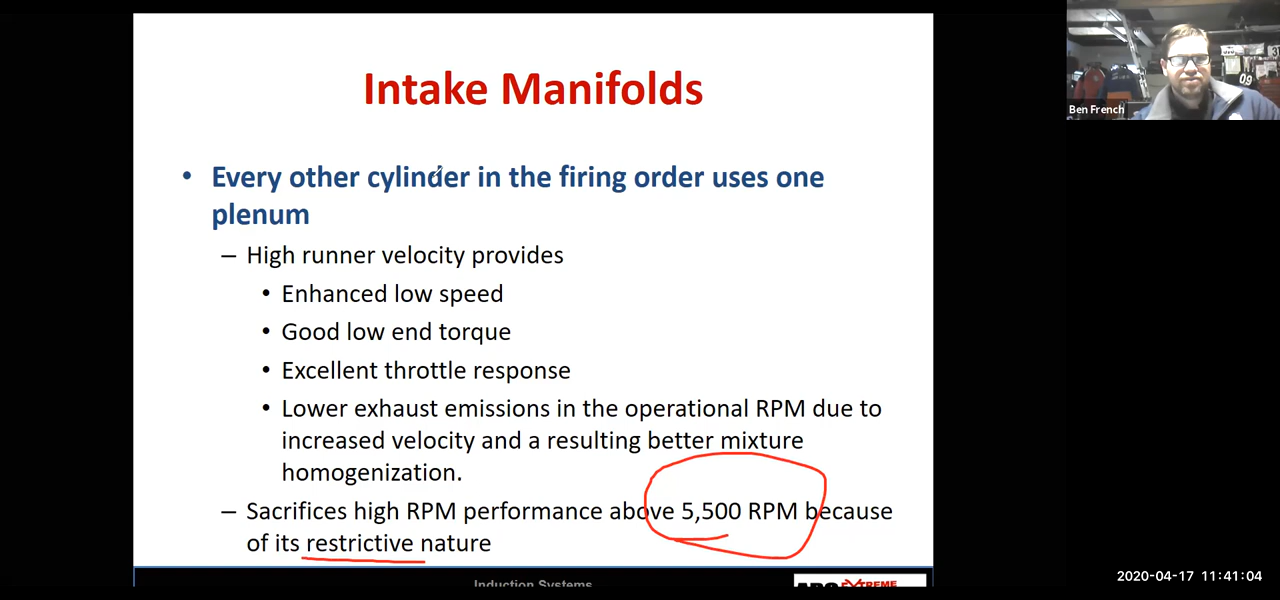 Intake Manifolds
• Every other cylinder in the firing order uses one
plenum
– High runner velocity provides
• Enhanced low speed
• Good low end torque
• Excellent throttle response
• Lower exhaust emissions in the operational RPM due to
increased velocity and a resulting better mixture
homogenization.
– Sacrifices high RPM performance above 5,500 RPM because
of its restrictive nature
Induction Systems
EXTREME
Ben French
09
2020-04-17 11:41:04